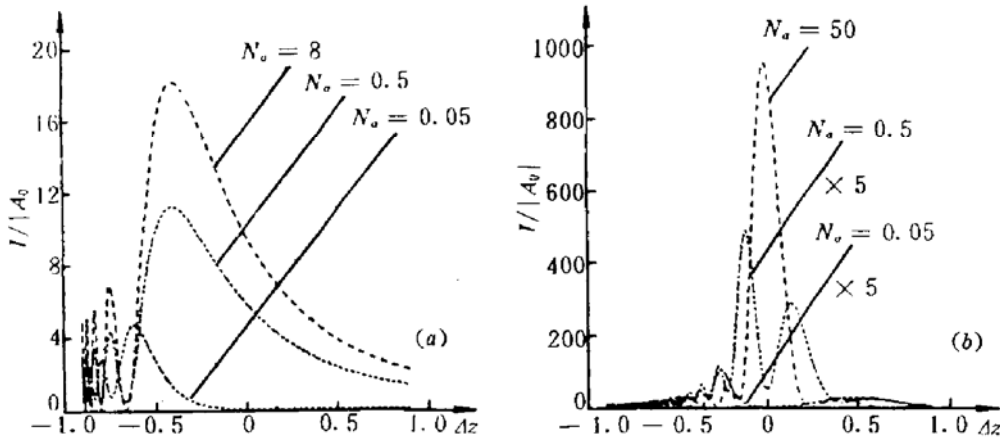 20
16
12
8
4
0
I/|A₀
N_a = 8
N_a = 0.5
N_a = 0.05
(a)
−1.0 −0.5 0 0.5 1.0 Δz
1000
800
600
400
200
0
I/|A₀|
N_a = 50
N_a = 0.5
× 5
N_a = 0.05
× 5
(b)
−1.0 −0.5 0 0.5 1.0 Δz